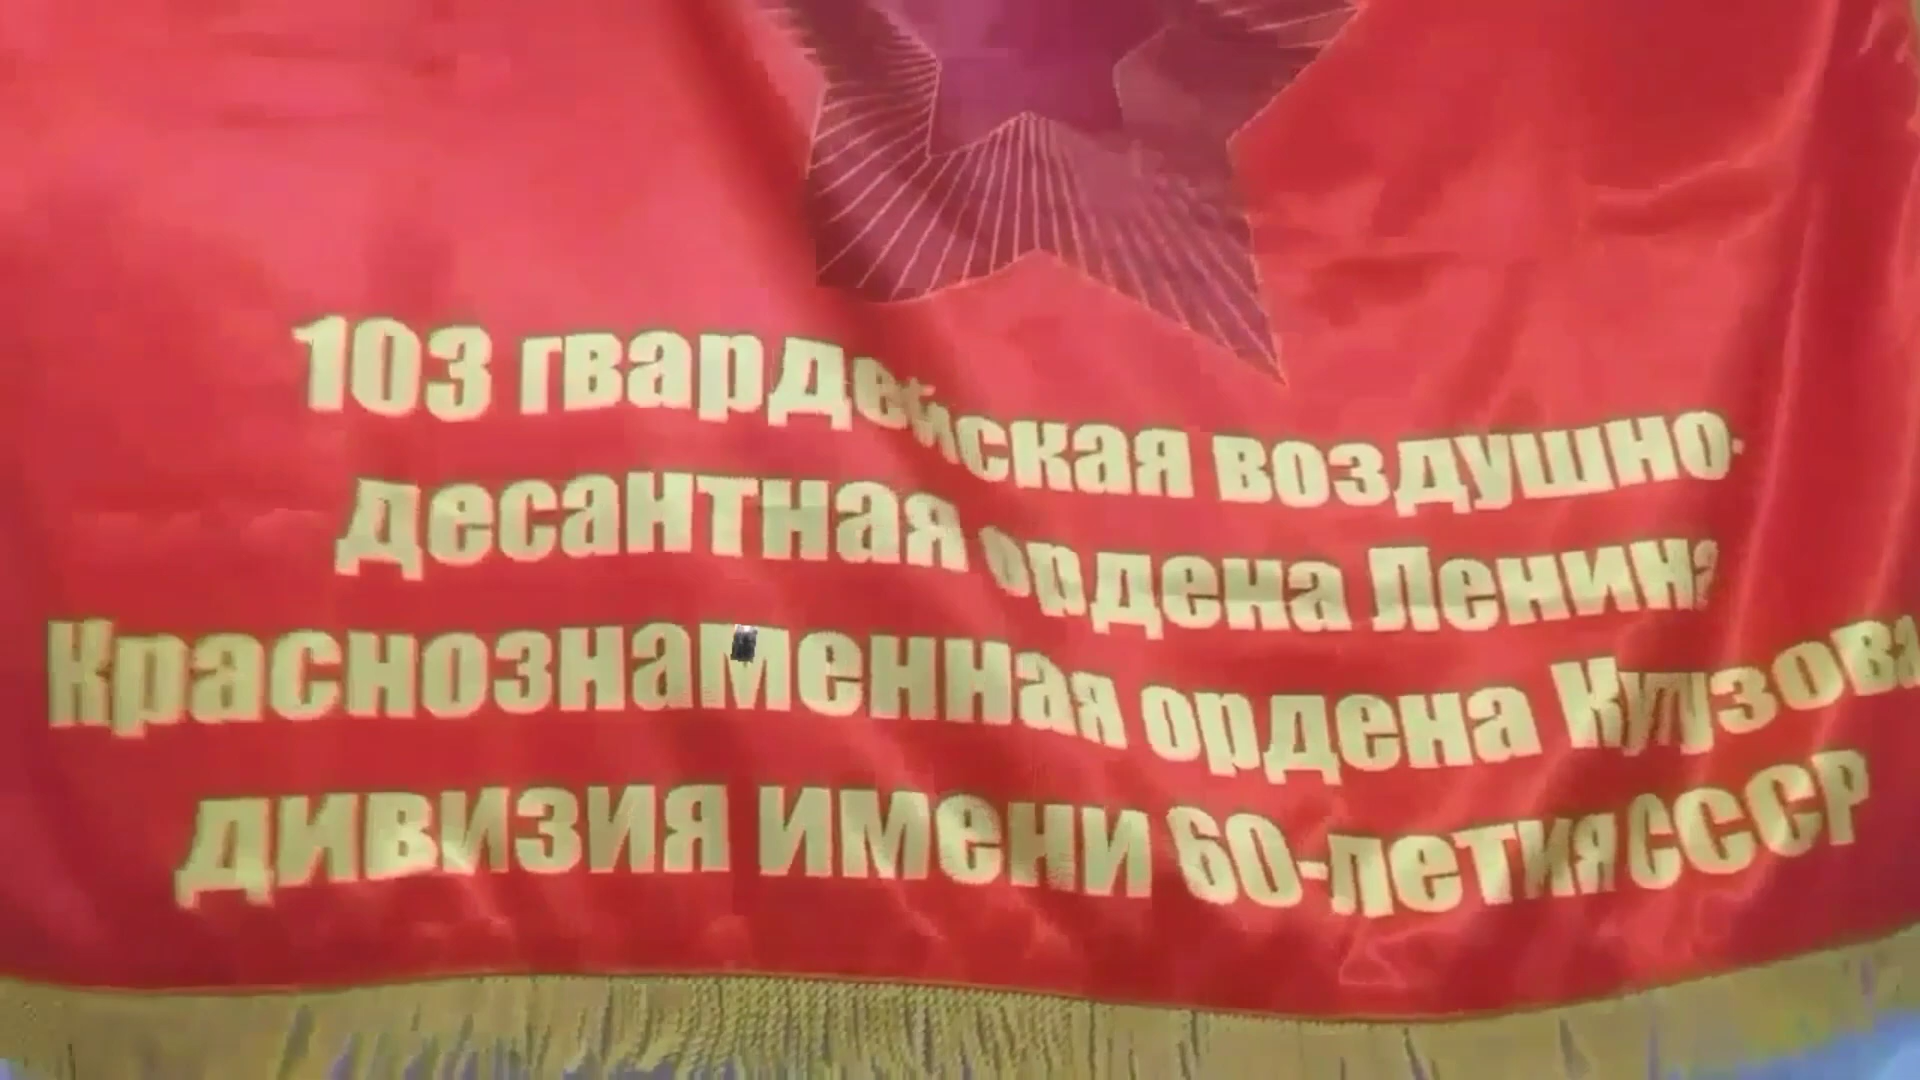 103 гвардейская воздушно-
десантная ордена Ленина
Краснознаменная ордена Кутузова
дивизия имени 60-летия СССР